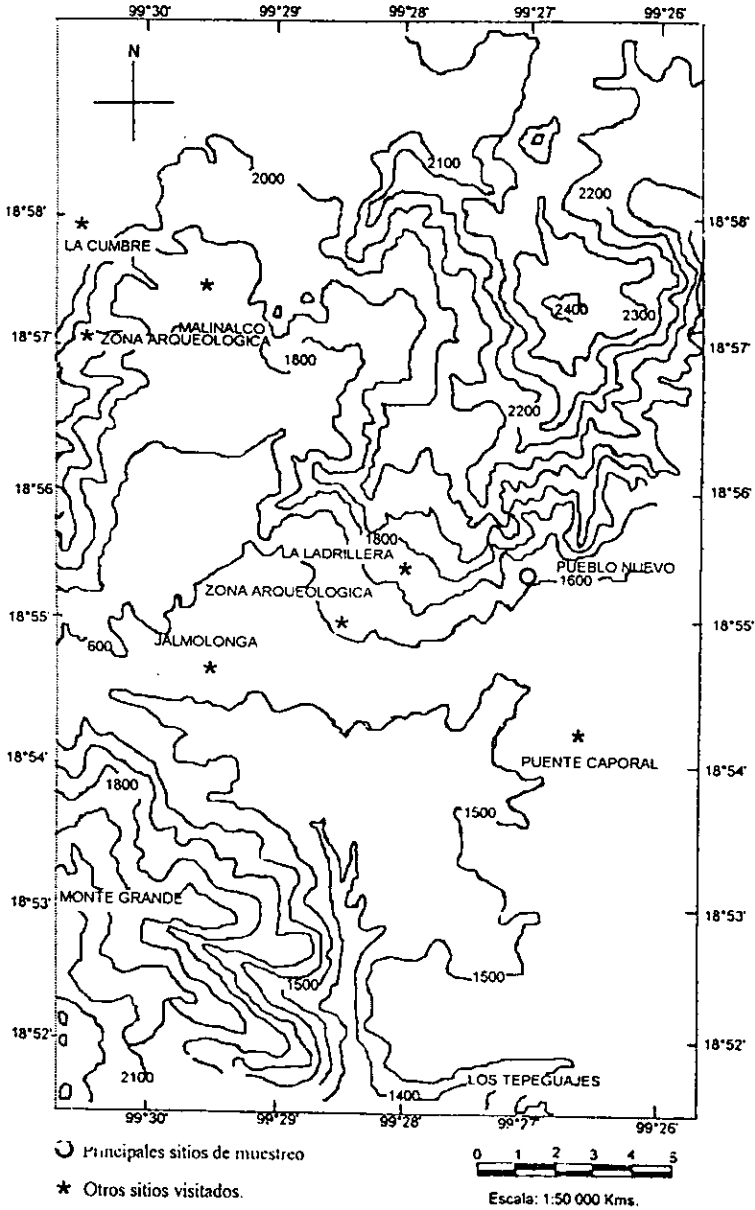 99°30' 99°29' 99°28' 99°27' 99°26'
N
2100
2000
2200
18°58' 18°58'
LA CUMBRE
2400 2300
MALINALCO
ZONA ARQUEOLOGICA
18°57' 18°57'
1800
2200
18°56' 18°56'
1800
LA LADRILLERA
PUEBLO NUEVO
1600
ZONA ARQUEOLOGICA
18°55' 18°55'
600
JALMOLONGA
18°54' 18°54'
PUENTE CAPORAL
1800
1500
MONTE GRANDE
18°53' 18°53'
1500
1500
18°52' 18°52'
2100
LOS TEPEGUAJES
1400
99°30' 99°29' 99°28' 99°27' 99°26'
Principales sitios de muestreo
* Otros sitios visitados.
0 1 2 3 4 5
Escala: 1:50 000 Kms.